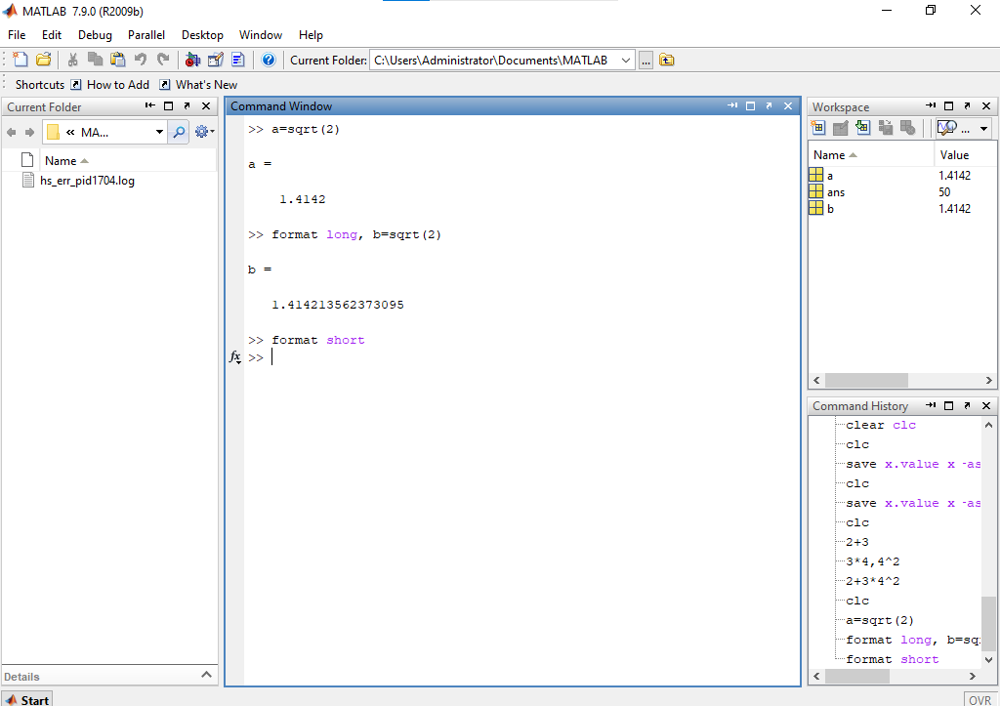 MATLAB 7.9.0 (R2009b)
File Edit Debug Parallel Desktop Window Help
Current Folder: C:\Users\Administrator\Documents\MATLAB ...
Shortcuts How to Add What's New
Current Folder
« MA...
Name
hs_err_pid1704.log
Details
Command Window
>> a=sqrt(2)
a =
1.4142
>> format long, b=sqrt(2)
b =
1.414213562373095
>> format short
fx >>
Workspace
...
Name Value
a 1.4142
ans 50
b 1.4142
Command History
clear clc
clc
save x.value x -as
clc
save x.value x -as
clc
2+3
3*4,4^2
2+3*4^2
clc
a=sqrt(2)
format long, b=sq
format short
Start
OVR